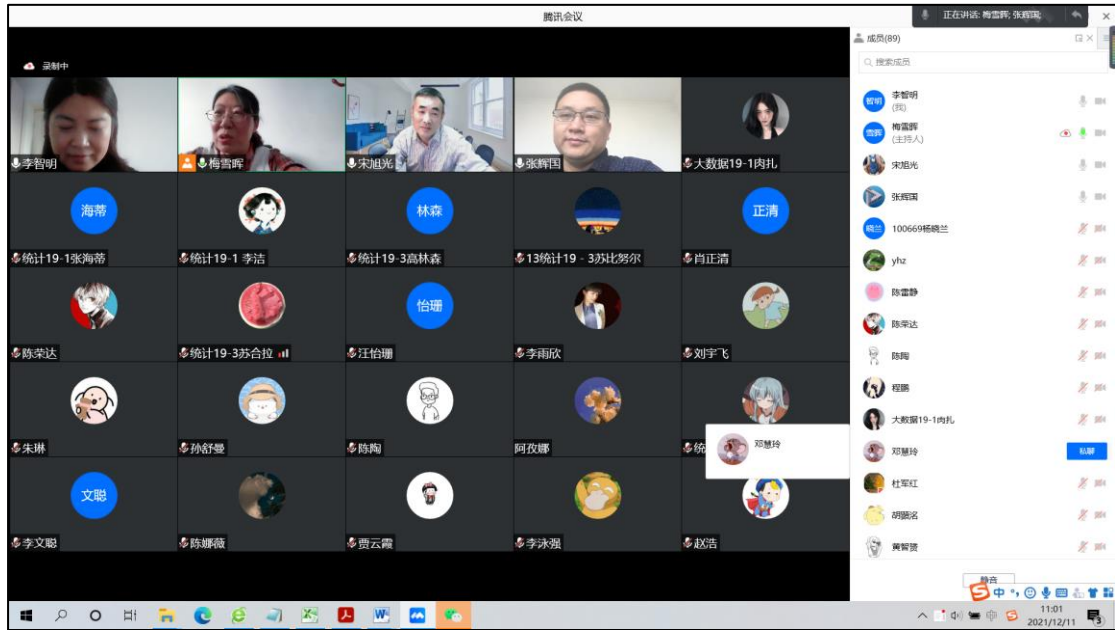 腾讯会议
正在讲话: 梅雪晖; 张辉国;
录制中
成员(89)
搜索成员
李智明
梅雪晖
宋旭光
张辉国
大数据19-1肉扎
海蒂
林森
正清
统计19-1张海蒂
统计19-1 李洁
统计19-3高林森
13统计19 - 3苏比努尔
肖正清
怡珊
陈荣达
统计19-3苏合拉
汪怡珊
李雨欣
刘宇飞
朱琳
孙舒曼
陈陶
阿孜娜
统
邓慧玲
文聪
李文聪
陈娜薇
贾云霞
李泳强
赵浩
智明
李智明
(我)
雪晖
梅雪晖
(主持人)
宋旭光
张辉国
晓兰
100669杨晓兰
yhz
陈雷静
陈荣达
陈陶
程鹏
大数据19-1肉扎
邓慧玲
私聊
杜军红
胡颢名
黄智赟
静音
中
11:01
2021/12/11
3